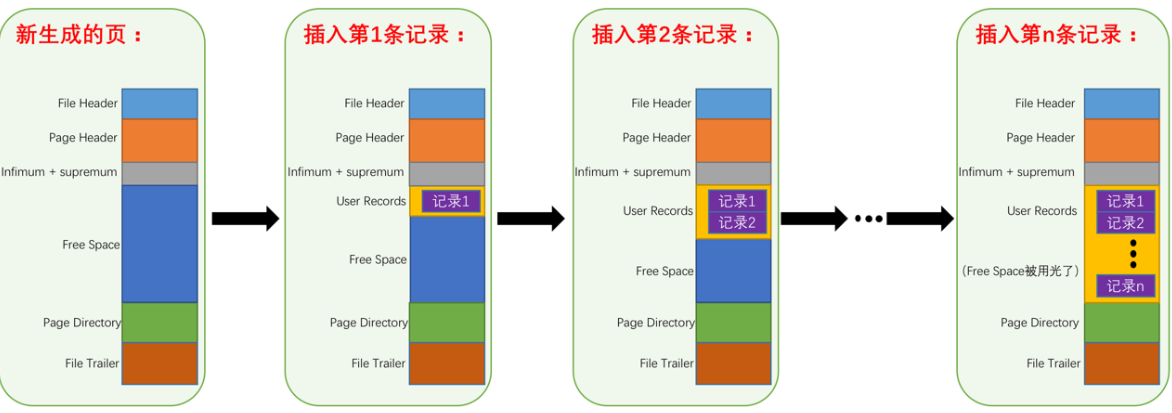 新生成的页：
File Header
Page Header
Infimum + supremum
Free Space
Page Directory
File Trailer
插入第1条记录：
File Header
Page Header
Infimum + supremum
User Records
记录1
Free Space
Page Directory
File Trailer
插入第2条记录：
File Header
Page Header
Infimum + supremum
User Records
记录1
记录2
Free Space
Page Directory
File Trailer
插入第n条记录：
File Header
Page Header
Infimum + supremum
User Records
记录1
记录2
（Free Space被用光了）
记录n
Page Directory
File Trailer